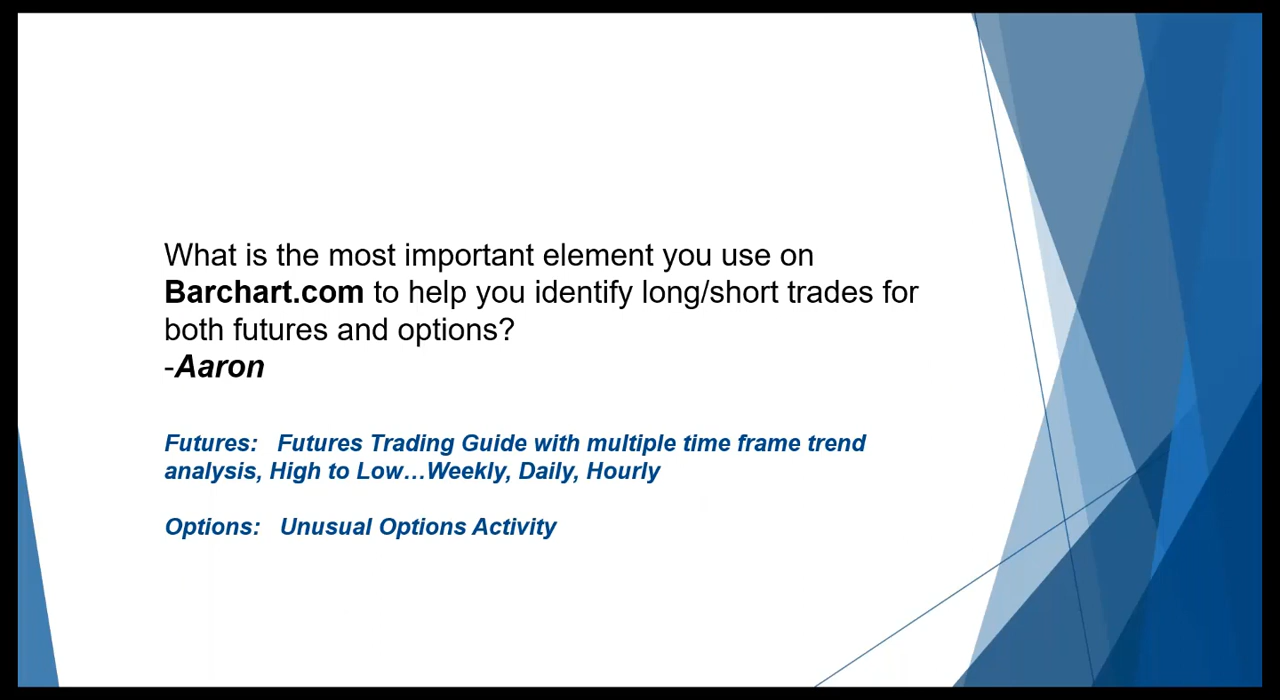 What is the most important element you use on
Barchart.com to help you identify long/short trades for
both futures and options?
-Aaron
Futures: Futures Trading Guide with multiple time frame trend
analysis, High to Low…Weekly, Daily, Hourly
Options: Unusual Options Activity